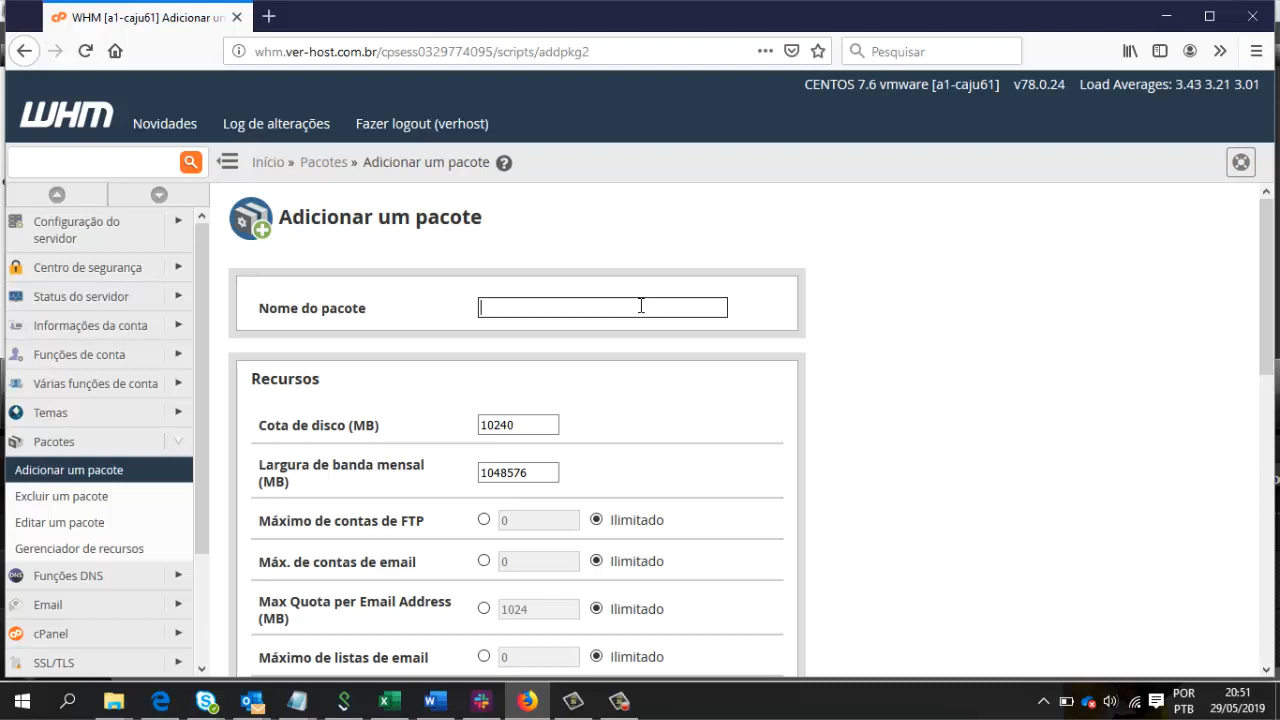 WHM [a1-caju61] Adicionar un
whm.ver-host.com.br/cpsess0329774095/scripts/addpkg2
Pesquisar
CENTOS 7.6 vmware [a1-caju61] v78.0.24 Load Averages: 3.43 3.21 3.01
WHM
Novidades Log de alterações Fazer logout (verhost)
Início » Pacotes » Adicionar um pacote
Configuração do
servidor
Centro de segurança
Status do servidor
Informações da conta
Funções de conta
Várias funções de conta
Temas
Pacotes
Adicionar um pacote
Excluir um pacote
Editar um pacote
Gerenciador de recursos
DNS Funções DNS
Email
cPanel
SSL/TLS
Adicionar um pacote
Nome do pacote
Recursos
Cota de disco (MB) 10240
Largura de banda mensal
(MB) 1048576
Máximo de contas de FTP 0 Ilimitado
Máx. de contas de email 0 Ilimitado
Max Quota per Email Address
(MB) 1024 Ilimitado
Máximo de listas de email 0 Ilimitado
POR
PTB
20:51
29/05/2019